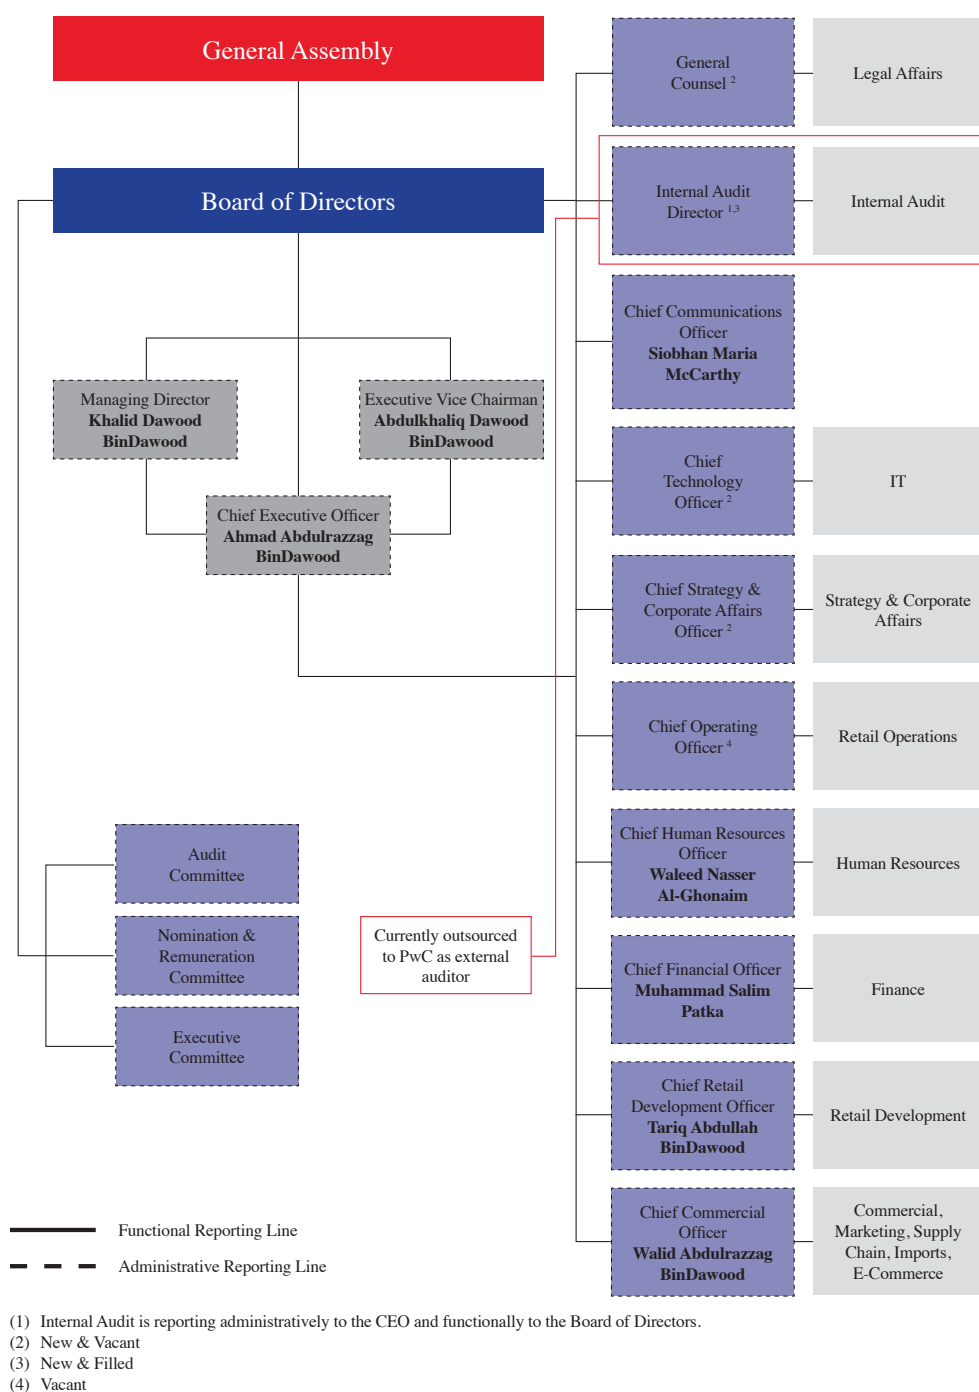 General Assembly
Board of Directors
Managing Director
Khalid Dawood
BinDawood
Executive Vice Chairman
Abdulkhaliq Dawood
BinDawood
Chief Executive Officer
Ahmad Abdulrazzag
BinDawood
Audit
Committee
Nomination &
Remuneration
Committee
Executive
Committee
Currently outsourced
to PwC as external
auditor
General
Counsel 2
Legal Affairs
Internal Audit
Director 1,3
Internal Audit
Chief Communications
Officer
Siobhan Maria
McCarthy
Chief
Technology
Officer 2
IT
Chief Strategy &
Corporate Affairs
Officer 2
Strategy & Corporate
Affairs
Chief Operating
Officer 4
Retail Operations
Chief Human Resources
Officer
Waleed Nasser
Al-Ghonaim
Human Resources
Chief Financial Officer
Muhammad Salim
Patka
Finance
Chief Retail
Development Officer
Tariq Abdullah
BinDawood
Retail Development
Chief Commercial
Officer
Walid Abdulrazzag
BinDawood
Commercial,
Marketing, Supply
Chain, Imports,
E-Commerce
Functional Reporting Line
Administrative Reporting Line
(1) Internal Audit is reporting administratively to the CEO and functionally to the Board of Directors.
(2) New & Vacant
(3) New & Filled
(4) Vacant